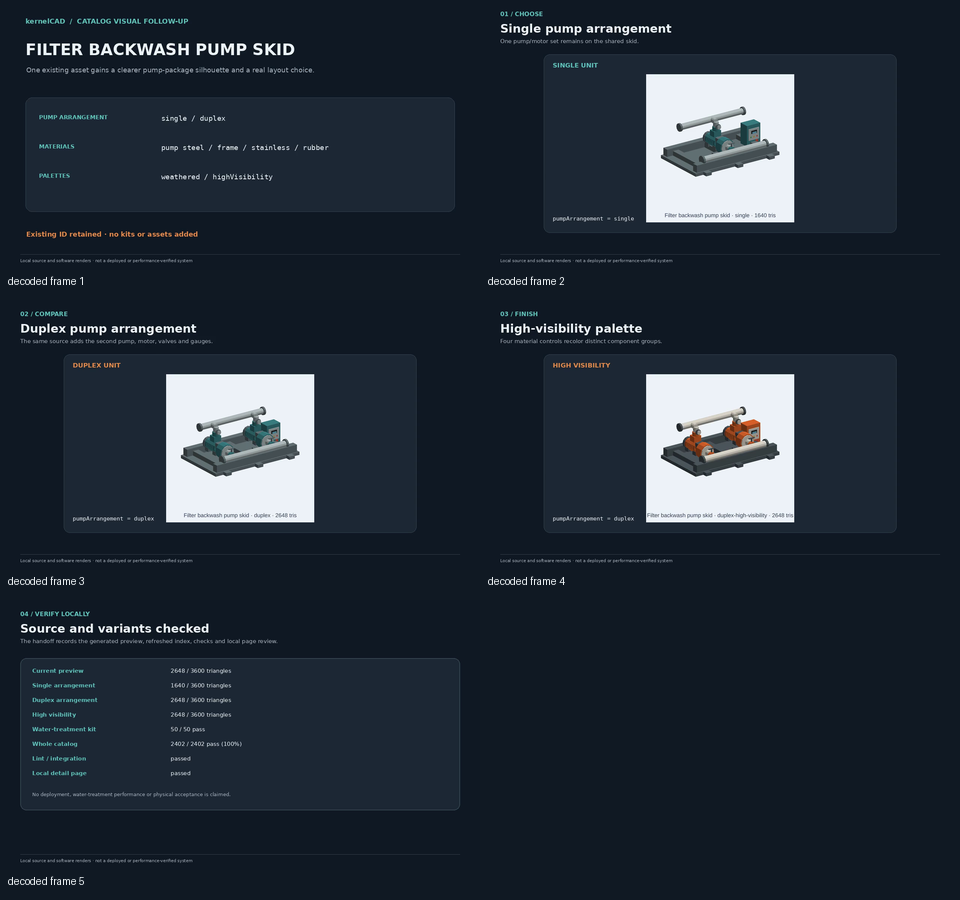 kernelCAD / CATALOG VISUAL FOLLOW-UP
FILTER BACKWASH PUMP SKID
One existing asset gains a clearer pump-package silhouette and a real layout choice.
PUMP ARRANGEMENT single / duplex
MATERIALS pump steel / frame / stainless / rubber
PALETTES weathered / highVisibility
Existing ID retained · no kits or assets added
Local source and software renders · not a deployed or performance-verified system
decoded frame 1
01 / CHOOSE
Single pump arrangement
One pump/motor set remains on the shared skid.
SINGLE UNIT
Filter backwash pump skid · single · 1640 tris
pumpArrangement = single
Local source and software renders · not a deployed or performance-verified system
decoded frame 2
02 / COMPARE
Duplex pump arrangement
The same source adds the second pump, motor, valves and gauges.
DUPLEX UNIT
Filter backwash pump skid · duplex · 2648 tris
pumpArrangement = duplex
Local source and software renders · not a deployed or performance-verified system
decoded frame 3
03 / FINISH
High-visibility palette
Four material controls recolor distinct component groups.
HIGH VISIBILITY
Filter backwash pump skid · duplex-high-visibility · 2648 tris
pumpArrangement = duplex
Local source and software renders · not a deployed or performance-verified system
decoded frame 4
04 / VERIFY LOCALLY
Source and variants checked
The handoff records the generated preview, refreshed index, checks and local page review.
Current preview 2648 / 3600 triangles
Single arrangement 1640 / 3600 triangles
Duplex arrangement 2648 / 3600 triangles
High visibility 2648 / 3600 triangles
Water-treatment kit 50 / 50 pass
Whole catalog 2402 / 2402 pass (100%)
Lint / integration passed
Local detail page passed
No deployment, water-treatment performance or physical acceptance is claimed.
Local source and software renders · not a deployed or performance-verified system
decoded frame 5